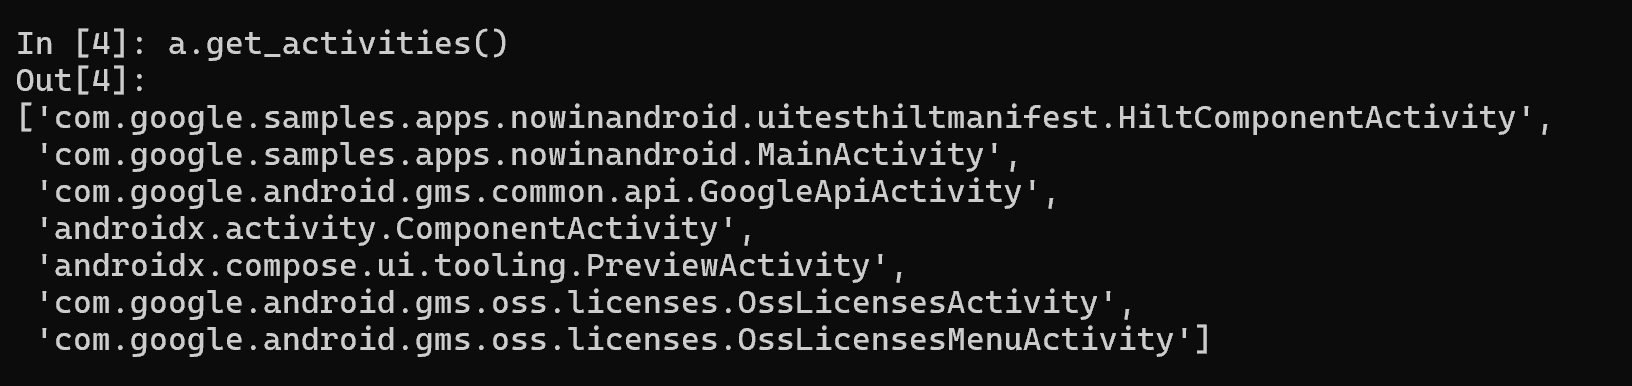 In [4]: a.get_activities()
Out[4]:
['com.google.samples.apps.nowinandroid.uitesthiltmanifest.HiltComponentActivity',
 'com.google.samples.apps.nowinandroid.MainActivity',
 'com.google.android.gms.common.api.GoogleApiActivity',
 'androidx.activity.ComponentActivity',
 'androidx.compose.ui.tooling.PreviewActivity',
 'com.google.android.gms.oss.licenses.OssLicensesActivity',
 'com.google.android.gms.oss.licenses.OssLicensesMenuActivity']